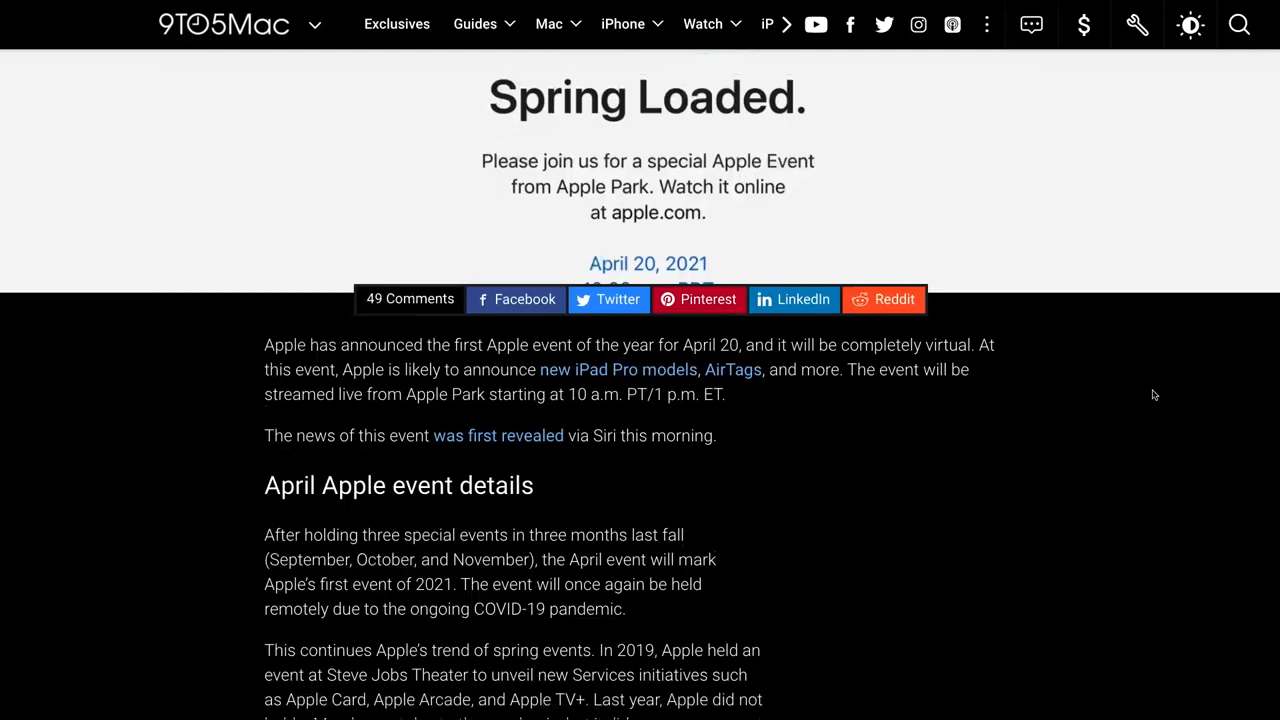 9TO5Mac Exclusives Guides Mac iPhone Watch iP
Spring Loaded.
Please join us for a special Apple Event
from Apple Park. Watch it online
at apple.com.
April 20, 2021
49 Comments Facebook Twitter Pinterest LinkedIn Reddit
Apple has announced the first Apple event of the year for April 20, and it will be completely virtual. At
this event, Apple is likely to announce new iPad Pro models, AirTags, and more. The event will be
streamed live from Apple Park starting at 10 a.m. PT/1 p.m. ET.
The news of this event was first revealed via Siri this morning.
April Apple event details
After holding three special events in three months last fall
(September, October, and November), the April event will mark
Apple's first event of 2021. The event will once again be held
remotely due to the ongoing COVID-19 pandemic.
This continues Apple's trend of spring events. In 2019, Apple held an
event at Steve Jobs Theater to unveil new Services initiatives such
as Apple Card, Apple Arcade, and Apple TV+. Last year, Apple did not